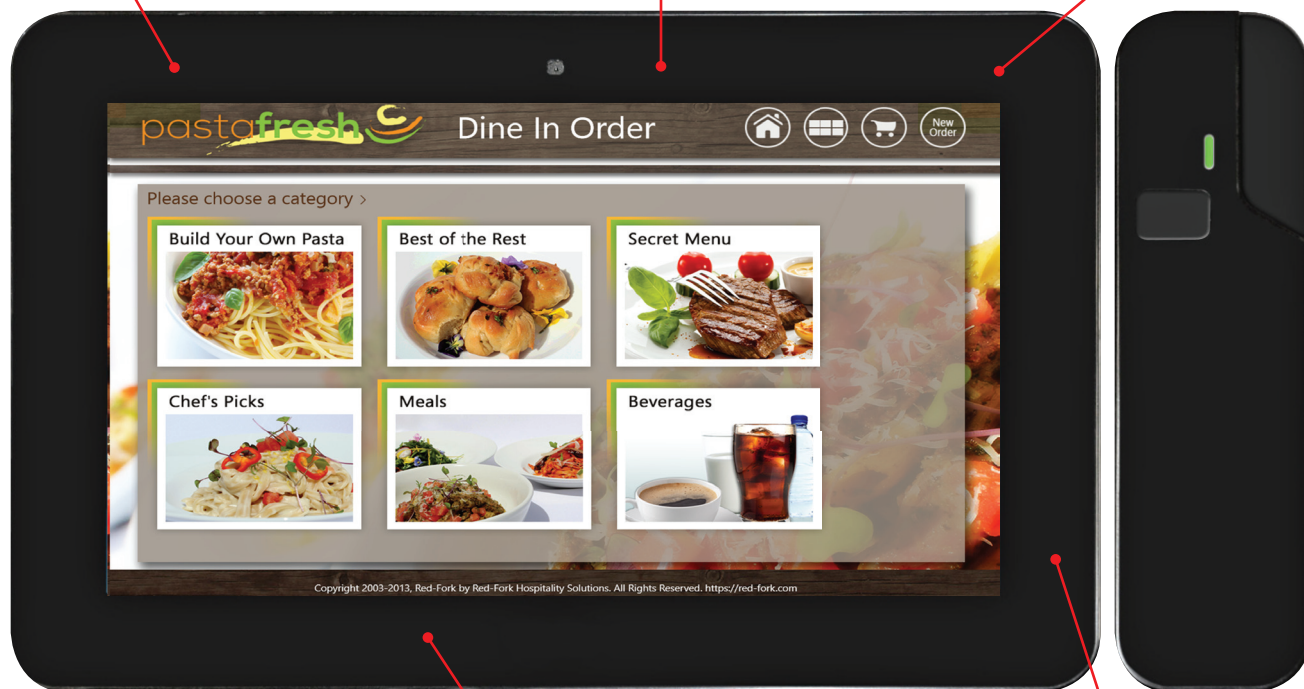 pastafresh
Dine In Order
New
Order
Please choose a category >
Build Your Own Pasta
Best of the Rest
Secret Menu
Chef's Picks
Meals
Beverages
Copyright 2003-2013, Red-Fork by Red-Fork Hospitality Solutions. All Rights Reserved. https://red-fork.com